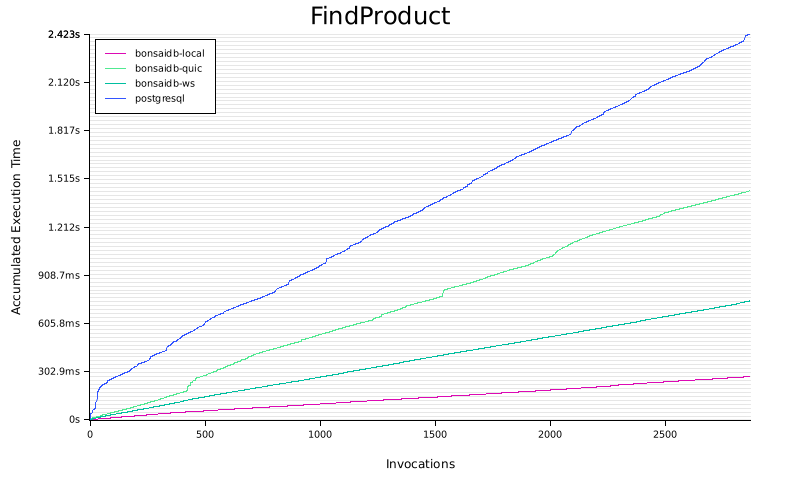 FindProduct
2.423s
bonsaidb-local
bonsaidb-quic
bonsaidb-ws
postgresql
2.120s
1.817s
1.515s
1.212s
908.7ms
605.8ms
302.9ms
0s
Accumulated Execution Time
0 500 1000 1500 2000 2500
Invocations